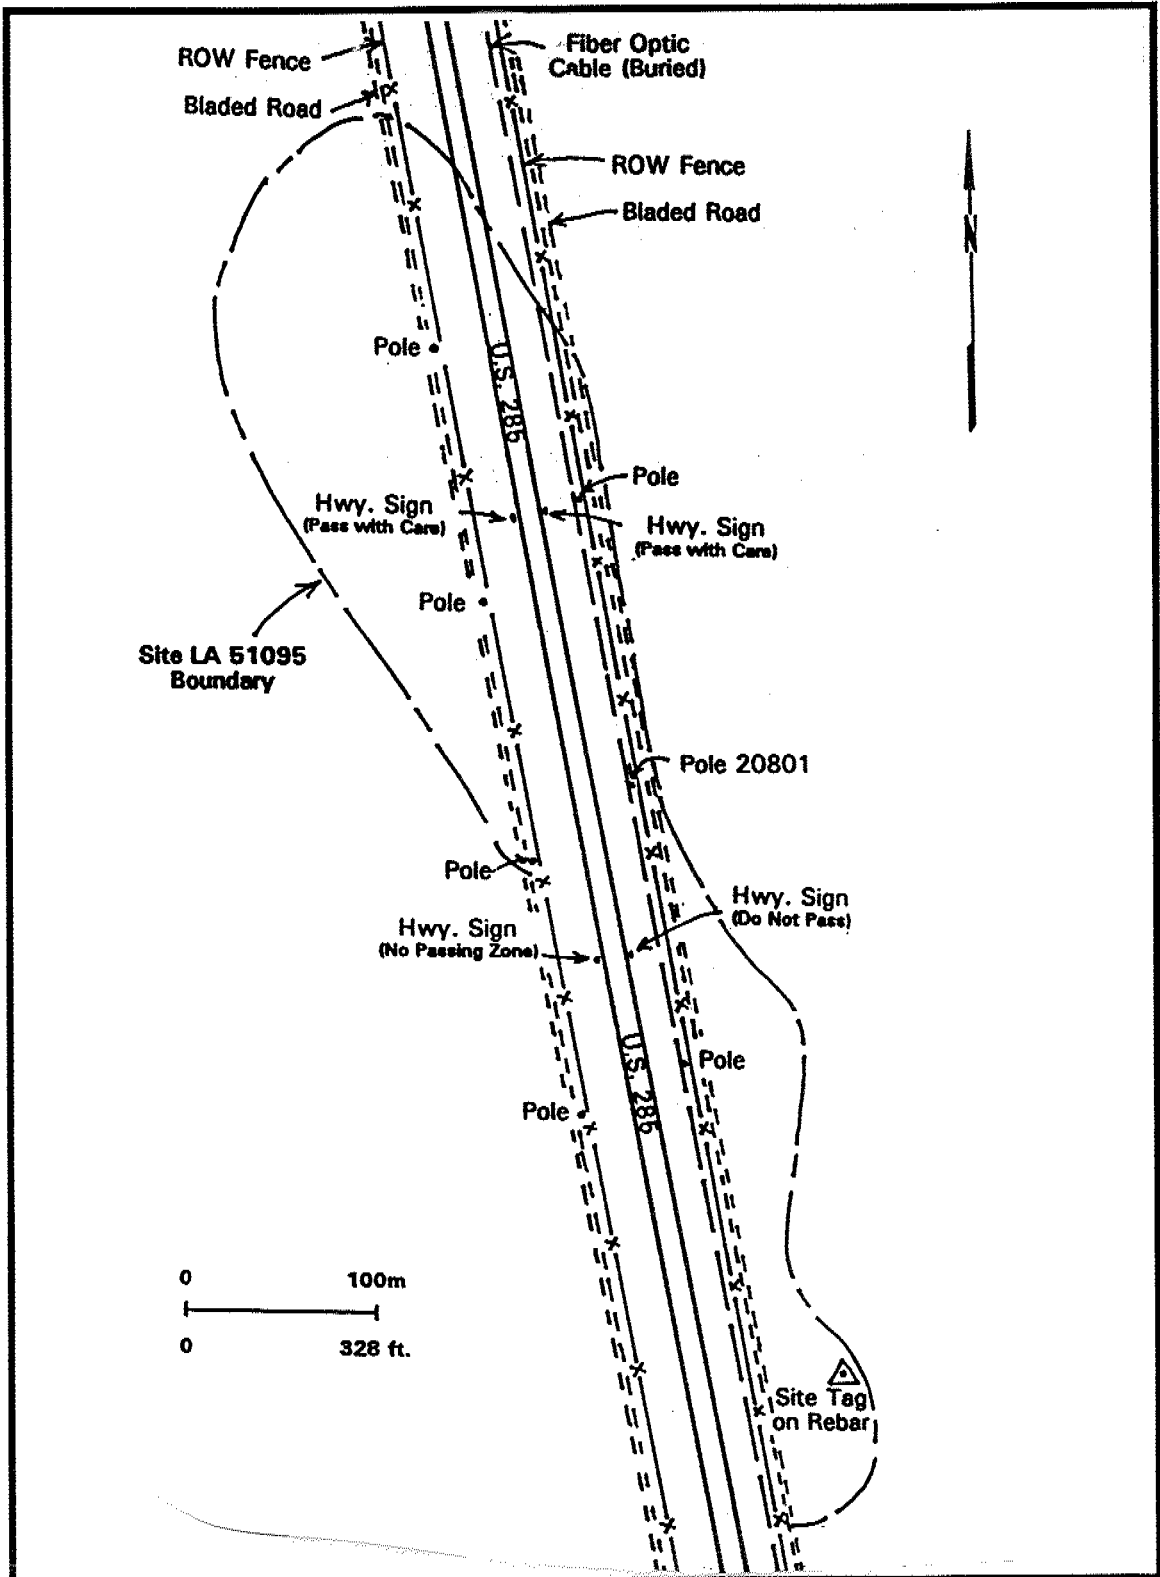 ROW Fence
Fiber Optic
Cable (Buried)
Bladed Road
ROW Fence
Bladed Road
N
Pole
U.S. 285
Pole
Hwy. Sign
(Pass with Care)
Hwy. Sign
(Pass with Care)
Pole
Site LA 51095
Boundary
Pole 20801
Pole
Hwy. Sign
(Do Not Pass)
Hwy. Sign
(No Passing Zone)
U.S. 285
Pole
Pole
0 100m
0 328 ft.
Site Tag
on Rebar